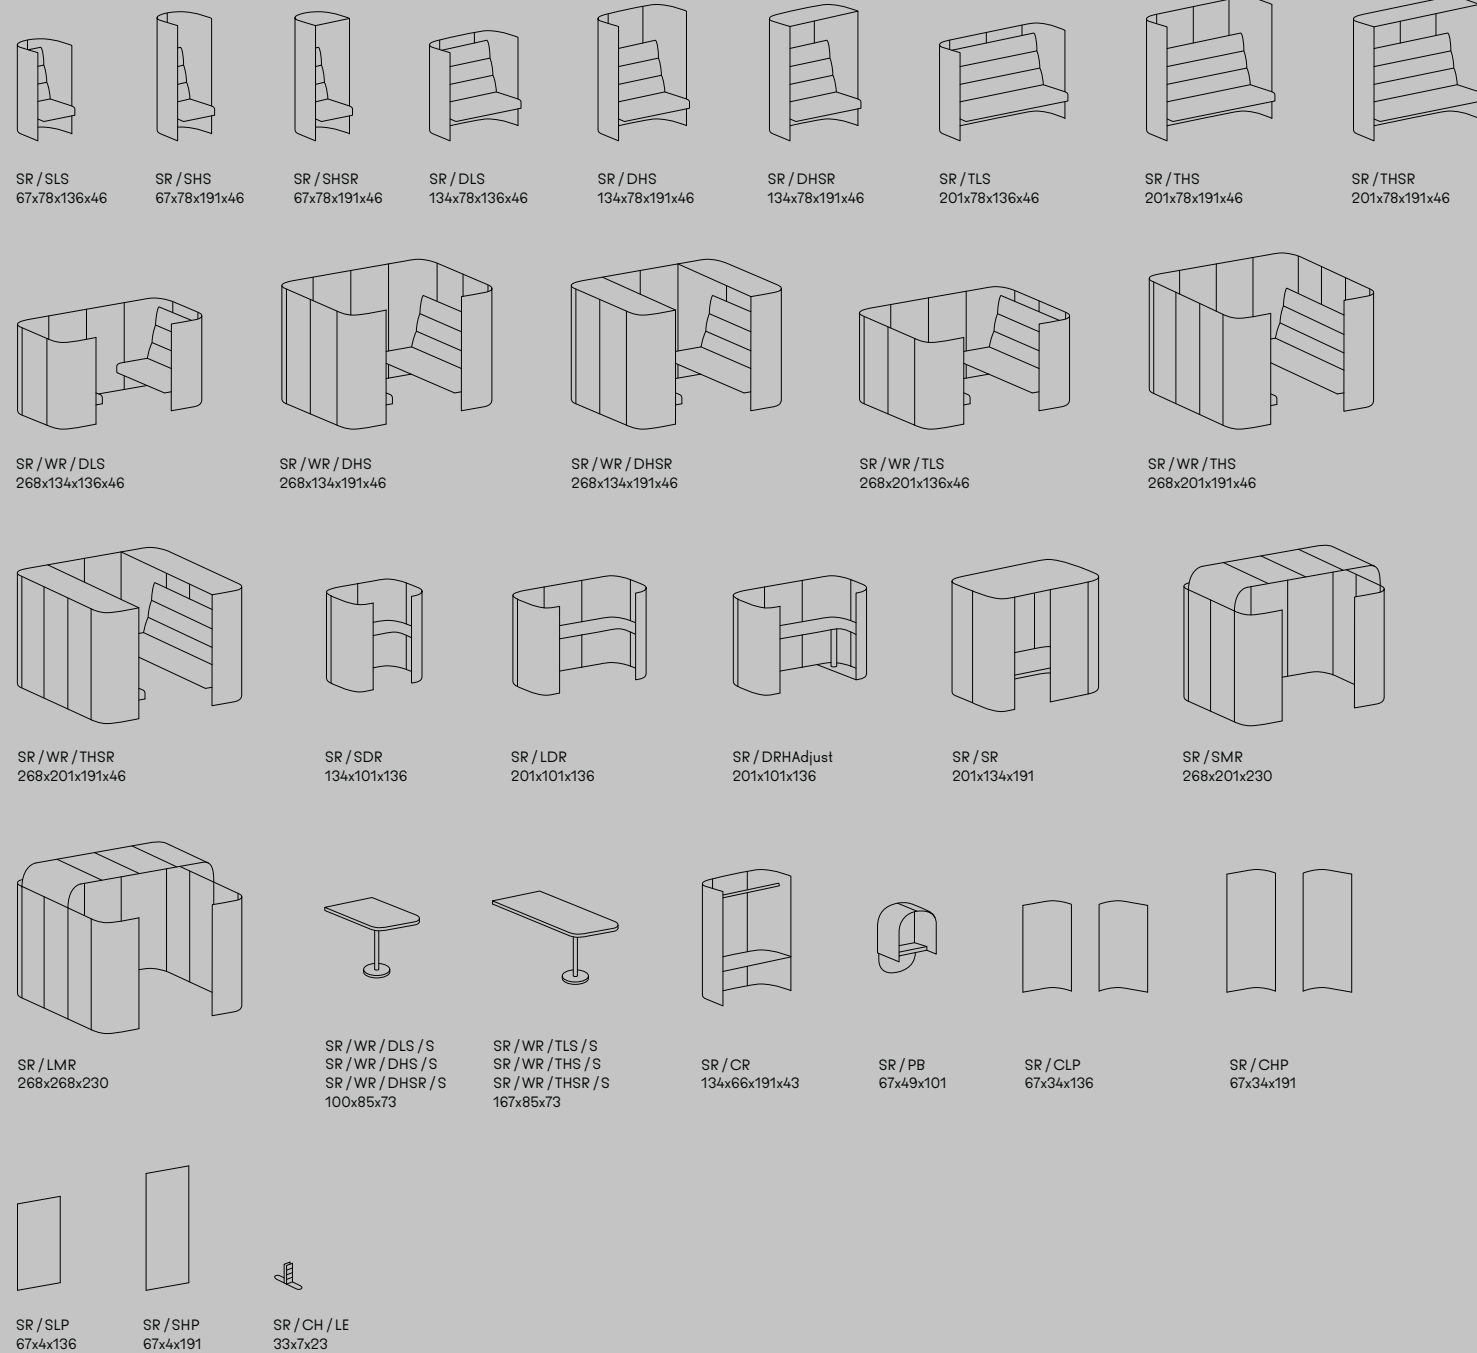 SR / SLS
67x78x136x46
SR / SHS
67x78x191x46
SR / SHSR
67x78x191x46
SR / DLS
134x78x136x46
SR / DHS
134x78x191x46
SR / DHSR
134x78x191x46
SR / TLS
201x78x136x46
SR / THS
201x78x191x46
SR / THSR
201x78x191x46
SR / WR / DLS
268x134x136x46
SR / WR / DHS
268x134x191x46
SR / WR / DHSR
268x134x191x46
SR / WR / TLS
268x201x136x46
SR / WR / THS
268x201x191x46
SR / WR / THSR
268x201x191x46
SR / SDR
134x101x136
SR / LDR
201x101x136
SR / DRHAdjust
201x101x136
SR / SR
201x134x191
SR / SMR
268x201x230
SR / LMR
268x268x230
SR / WR / DLS / S
SR / WR / DHS / S
SR / WR / DHSR / S
100x85x73
SR / WR / TLS / S
SR / WR / THS / S
SR / WR / THSR / S
167x85x73
SR / CR
134x66x191x43
SR / PB
67x49x101
SR / CLP
67x34x136
SR / CHP
67x34x191
SR / SLP
67x4x136
SR / SHP
67x4x191
SR / CH / LE
33x7x23